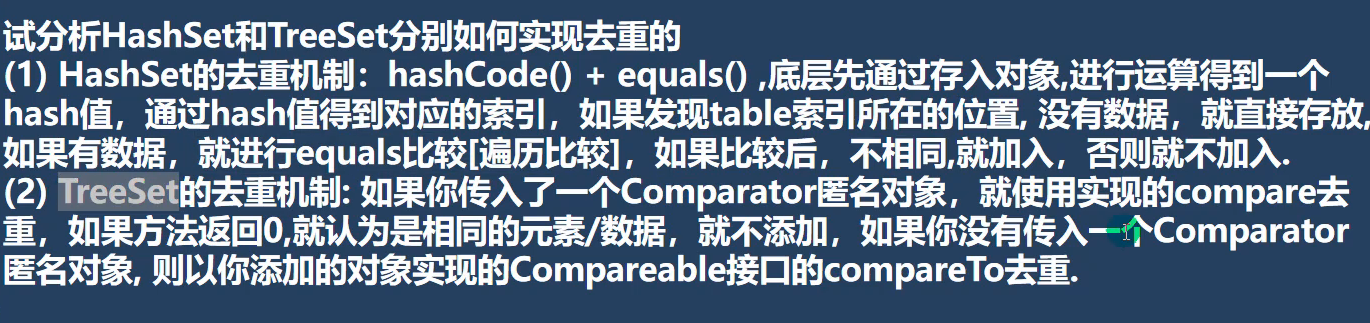 试分析HashSet和TreeSet分别如何实现去重的
(1) HashSet的去重机制：hashCode() + equals() ,底层先通过存入对象,进行运算得到一个
hash值，通过hash值得到对应的索引，如果发现table索引所在的位置, 没有数据，就直接存放,
如果有数据，就进行equals比较[遍历比较]，如果比较后，不相同,就加入，否则就不加入.
(2) TreeSet的去重机制: 如果你传入了一个Comparator匿名对象，就使用实现的compare去
重，如果方法返回0,就认为是相同的元素/数据，就不添加，如果你没有传入一个Comparator
匿名对象, 则以你添加的对象实现的Compareable接口的compareTo去重.